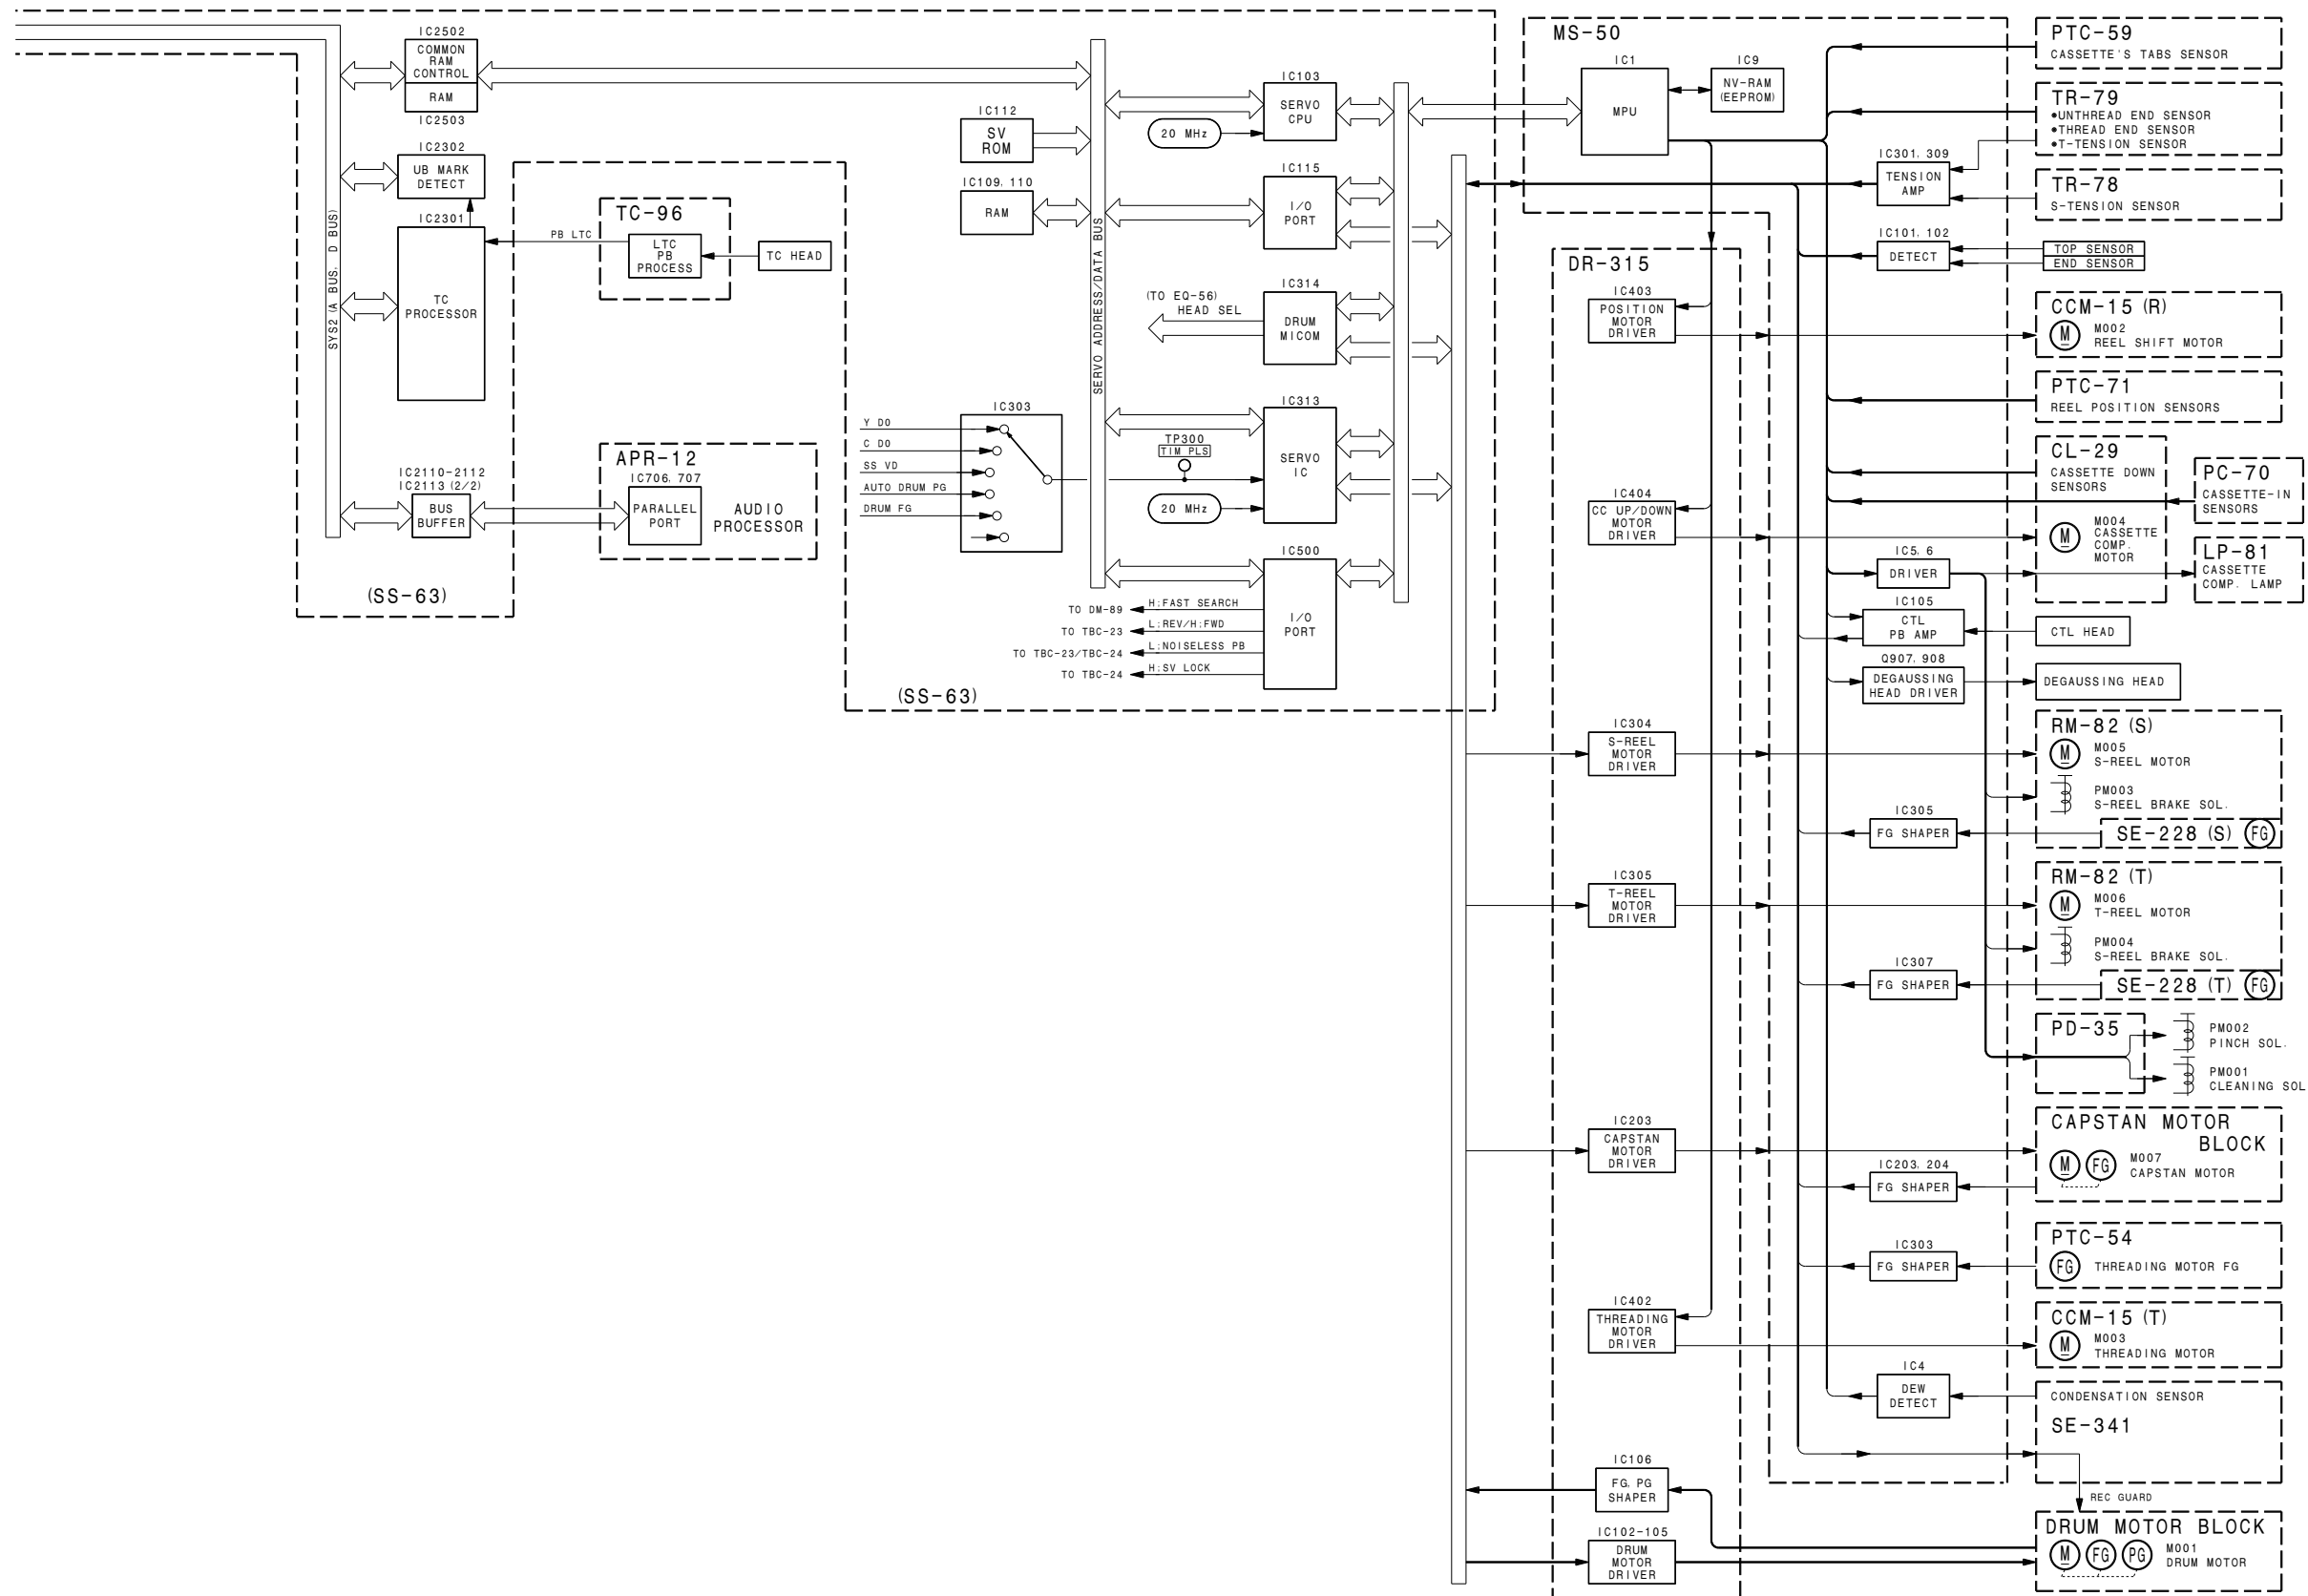 IC2502
COMMON
RAM
CONTROL
RAM
IC2503
IC2302
UB MARK
DETECT
IC2301
TC
PROCESSOR
SYS2 (A BUS, D BUS)
PB LTC
TC-96
LTC
PB
PROCESS
TC HEAD
IC2110-2112
IC2113 (2/2)
BUS
BUFFER
APR-12
IC706, 707
PARALLEL
PORT
AUDIO
PROCESSOR
(SS-63)
IC112
SV
ROM
IC109, 110
RAM
SERVO ADDRESS/DATA BUS
IC103
SERVO
CPU
20 MHz
IC115
I/O
PORT
(TO EQ-56)
HEAD SEL
IC314
DRUM
MICOM
IC303
Y DO
C DO
SS VD
AUTO DRUM PG
DRUM FG
TP300
TIM PLS
20 MHz
IC313
SERVO
IC
IC500
I/O
PORT
TO DM-89
H:FAST SEARCH
TO TBC-23
L:REV/H:FWD
TO TBC-23/TBC-24
L:NOISELESS PB
TO TBC-24
H:SV LOCK
(SS-63)
MS-50
IC1
MPU
IC9
NV-RAM
(EEPROM)
IC301, 309
TENSION
AMP
IC101, 102
DETECT
DR-315
IC403
POSITION
MOTOR
DRIVER
IC404
CC UP/DOWN
MOTOR
DRIVER
IC5, 6
DRIVER
IC105
CTL
PB AMP
Q907, 908
DEGAUSSING
HEAD DRIVER
IC304
S-REEL
MOTOR
DRIVER
IC305
FG SHAPER
IC305
T-REEL
MOTOR
DRIVER
IC307
FG SHAPER
IC203
CAPSTAN
MOTOR
DRIVER
IC203, 204
FG SHAPER
IC303
FG SHAPER
IC402
THREADING
MOTOR
DRIVER
IC4
DEW
DETECT
IC106
FG, PG
SHAPER
IC102-105
DRUM
MOTOR
DRIVER
PTC-59
CASSETTE'S TABS SENSOR
TR-79
•UNTHREAD END SENSOR
•THREAD END SENSOR
•T-TENSION SENSOR
TR-78
S-TENSION SENSOR
TOP SENSOR
END SENSOR
CCM-15 (R)
M
M002
REEL SHIFT MOTOR
PTC-71
REEL POSITION SENSORS
CL-29
CASSETTE DOWN
SENSORS
M
M004
CASSETTE
COMP.
MOTOR
PC-70
CASSETTE-IN
SENSORS
LP-81
CASSETTE
COMP. LAMP
CTL HEAD
DEGAUSSING HEAD
RM-82 (S)
M
M005
S-REEL MOTOR
PM003
S-REEL BRAKE SOL.
SE-228 (S) FG
RM-82 (T)
M
M006
T-REEL MOTOR
PM004
S-REEL BRAKE SOL.
SE-228 (T) FG
PD-35
PM002
PINCH SOL.
PM001
CLEANING SOL
CAPSTAN MOTOR
BLOCK
M FG
M007
CAPSTAN MOTOR
PTC-54
FG THREADING MOTOR FG
CCM-15 (T)
M
M003
THREADING MOTOR
CONDENSATION SENSOR
SE-341
REC GUARD
DRUM MOTOR BLOCK
M FG PG
M001
DRUM MOTOR